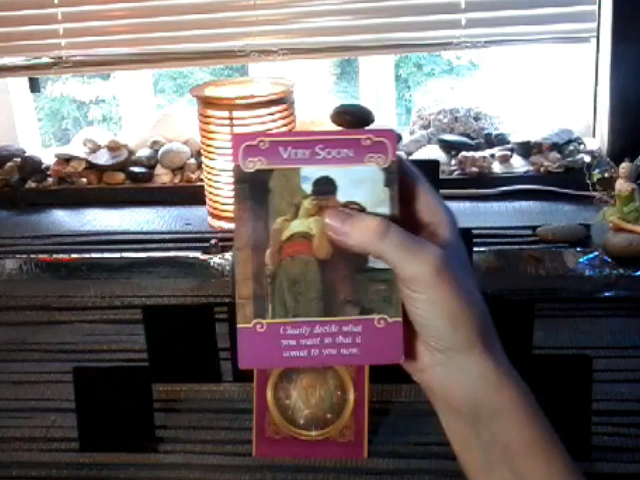 VERY SOON
Clearly decide what
you want so that it
comes to you now.